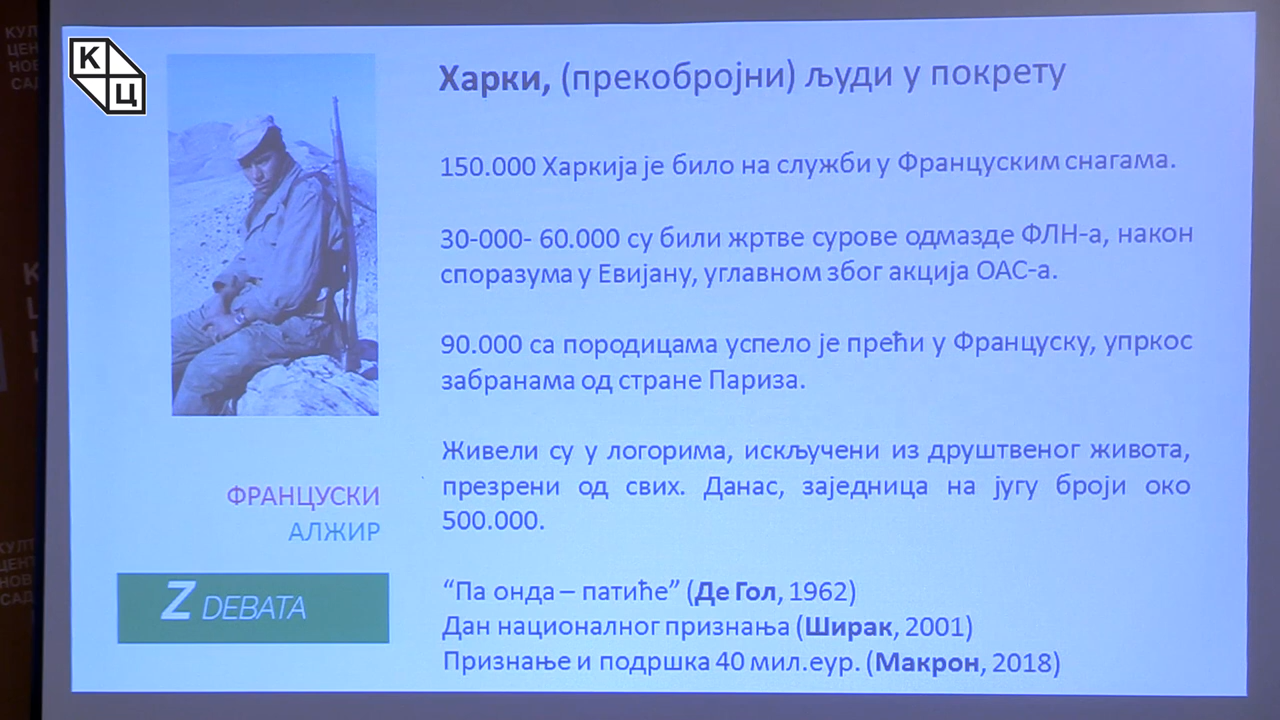 К
Ц
Харки, (прекобројни) људи у покрету
150.000 Харкија је било на служби у Француским снагама.
30-000- 60.000 су били жртве сурове одмазде ФЛН-а, након
споразума у Евијану, углавном због акција ОАС-а.
90.000 са породицама успело је прећи у Француску, упркос
забранама од стране Париза.
Живели су у логорима, искључени из друштвеног живота,
презрени од свих. Данас, заједница на југу броји око
500.000.
ФРАНЦУСКИ
АЛЖИР
Z DEBATA
“Па онда – патиће” (Де Гол, 1962)
Дан националног признања (Ширак, 2001)
Признање и подршка 40 мил.еур. (Макрон, 2018)